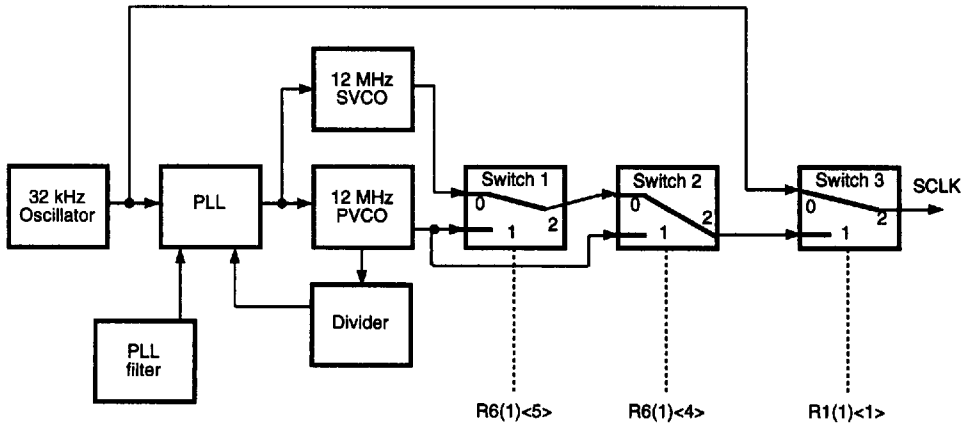 12 MHz
SVCO
32 kHz
Oscillator
PLL
12 MHz
PVCO
Switch 1
0
1
2
Switch 2
0
1
2
Switch 3
0
1
2
SCLK
Divider
PLL
filter
R6(1)<5>
R6(1)<4>
R1(1)<1>